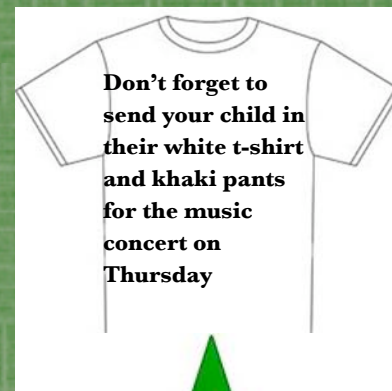 Don’t forget to
send your child in
their white t-shirt
and khaki pants
for the music
concert on
Thursday